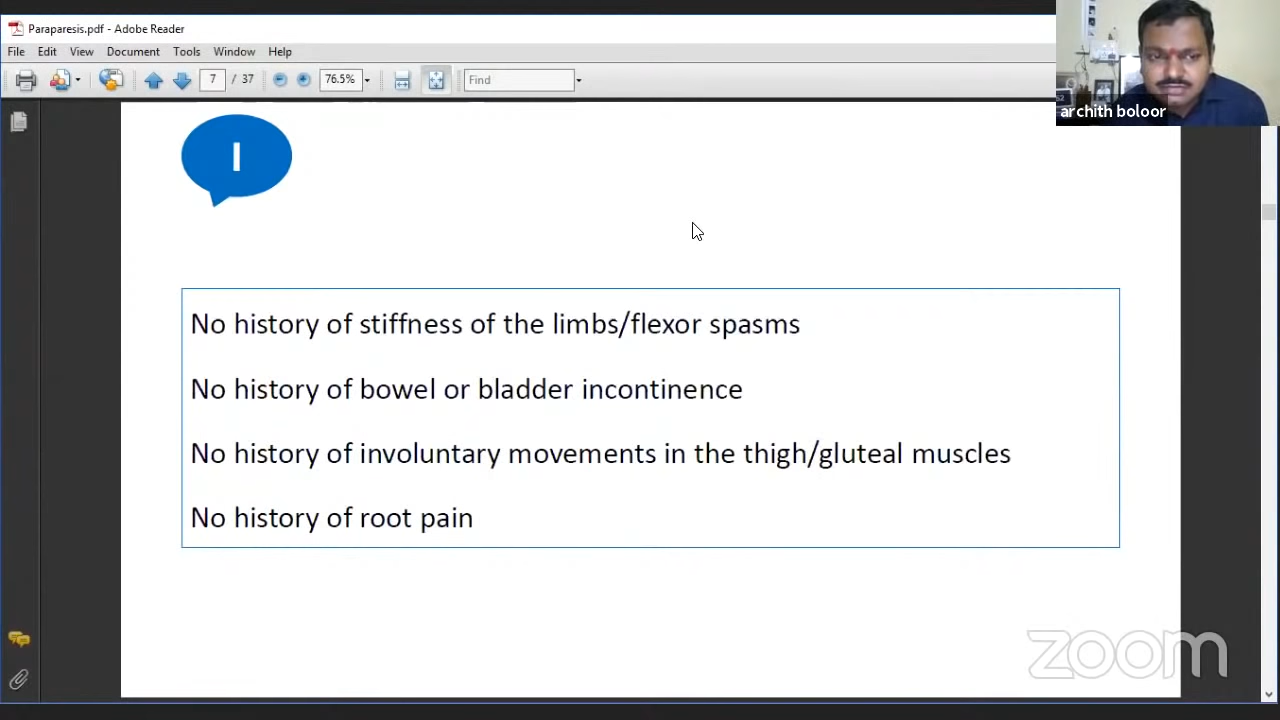 Paraparesis.pdf - Adobe Reader
File Edit View Document Tools Window Help
7 / 37 76.5% Find
archith boloor
I
No history of stiffness of the limbs/flexor spasms
No history of bowel or bladder incontinence
No history of involuntary movements in the thigh/gluteal muscles
No history of root pain
zoom